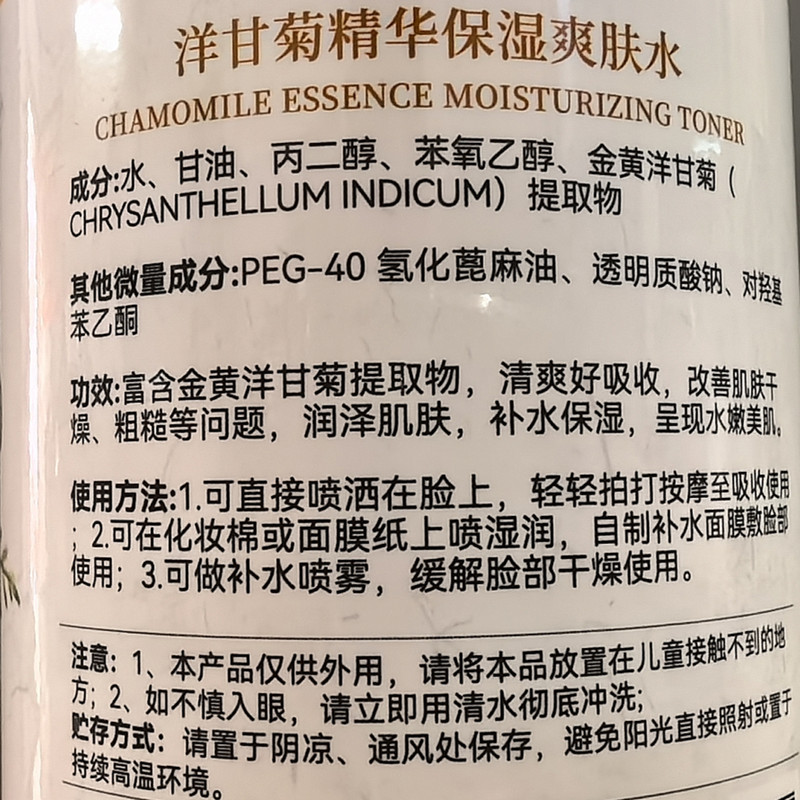 洋甘菊精华保湿爽肤水
CHAMOMILE ESSENCE MOISTURIZING TONER
成分:水、甘油、丙二醇、苯氧乙醇、金黄洋甘菊（
CHRYSANTHELLUM INDICUM）提取物
其他微量成分:PEG-40 氢化蓖麻油、透明质酸钠、对羟基
苯乙酮
功效:富含金黄洋甘菊提取物，清爽好吸收，改善肌肤干
燥、粗糙等问题，润泽肌肤，补水保湿，呈现水嫩美肌。
使用方法:1.可直接喷洒在脸上，轻轻拍打按摩至吸收使用
；2.可在化妆棉或面膜纸上喷湿润，自制补水面膜敷脸部
使用；3.可做补水喷雾，缓解脸部干燥使用。
注意：1、本产品仅供外用，请将本品放置在儿童接触不到的地
方；2、如不慎入眼，请立即用清水彻底冲洗;
贮存方式：请置于阴凉、通风处保存，避免阳光直接照射或置于
持续高温环境。